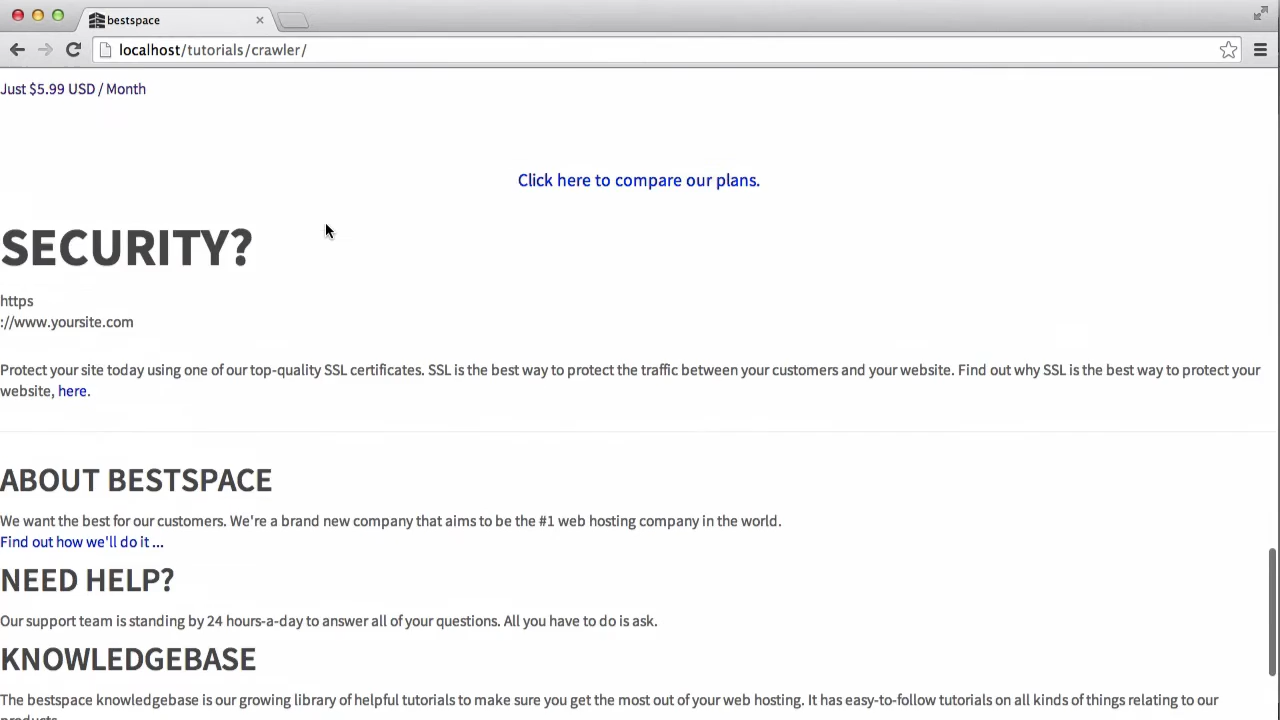 bestspace
localhost/tutorials/crawler/
Just $5.99 USD / Month
Click here to compare our plans.
SECURITY?
https
://www.yoursite.com
Protect your site today using one of our top-quality SSL certificates. SSL is the best way to protect the traffic between your customers and your website. Find out why SSL is the best way to protect your
website, here.
ABOUT BESTSPACE
We want the best for our customers. We're a brand new company that aims to be the #1 web hosting company in the world.
Find out how we'll do it ...
NEED HELP?
Our support team is standing by 24 hours-a-day to answer all of your questions. All you have to do is ask.
KNOWLEDGEBASE
The bestspace knowledgebase is our growing library of helpful tutorials to make sure you get the most out of your web hosting. It has easy-to-follow tutorials on all kinds of things relating to our